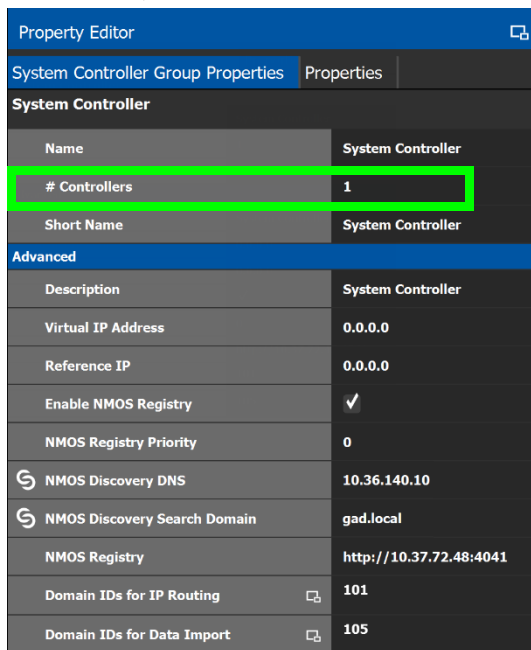 Property Editor
System Controller Group Properties Properties
System Controller
Name System Controller
# Controllers 1
Short Name System Controller
Advanced
Description System Controller
Virtual IP Address 0.0.0.0
Reference IP 0.0.0.0
Enable NMOS Registry
NMOS Registry Priority 0
NMOS Discovery DNS 10.36.140.10
NMOS Discovery Search Domain gad.local
NMOS Registry http://10.37.72.48:4041
Domain IDs for IP Routing 101
Domain IDs for Data Import 105